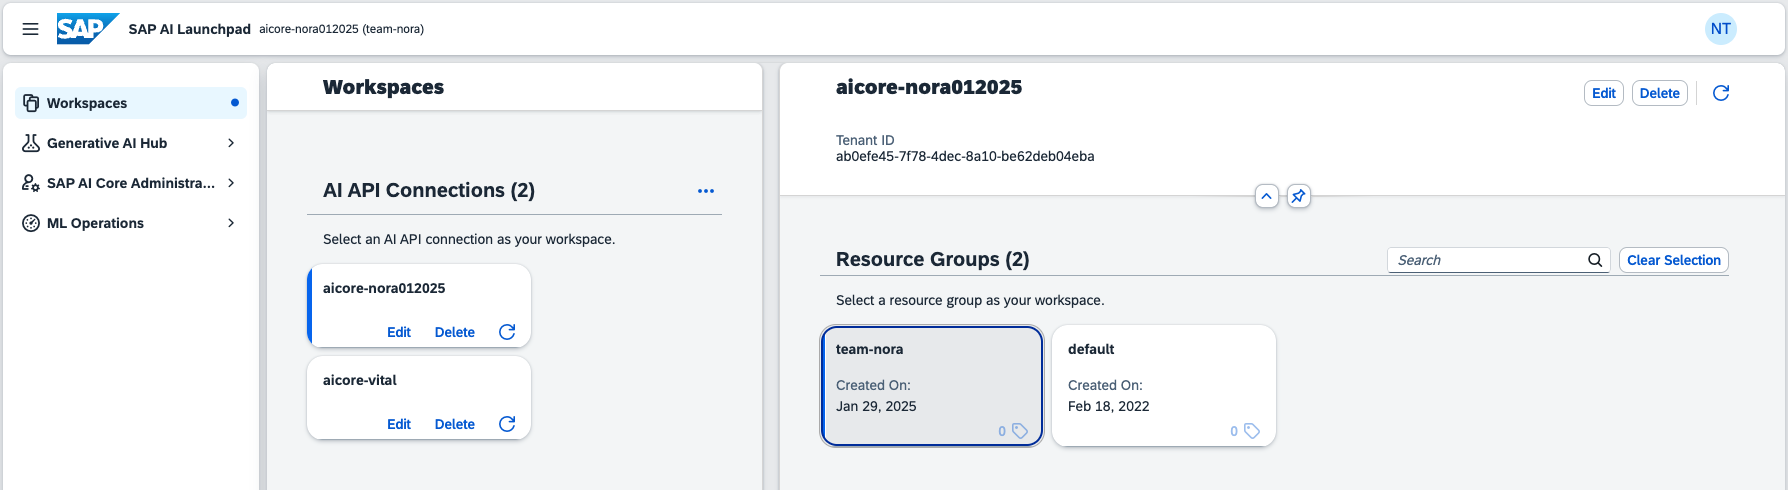 SAP
SAP AI Launchpad aicore-nora012025 (team-nora)
NT
Workspaces
Generative AI Hub
SAP AI Core Administra...
ML Operations
Workspaces
AI API Connections (2)
Select an AI API connection as your workspace.
aicore-nora012025
Edit Delete
aicore-vital
Edit Delete
aicore-nora012025
Edit Delete
Tenant ID
ab0efe45-7f78-4dec-8a10-be62deb04eba
Resource Groups (2)
Search
Clear Selection
Select a resource group as your workspace.
team-nora
Created On:
Jan 29, 2025
0
default
Created On:
Feb 18, 2022
0